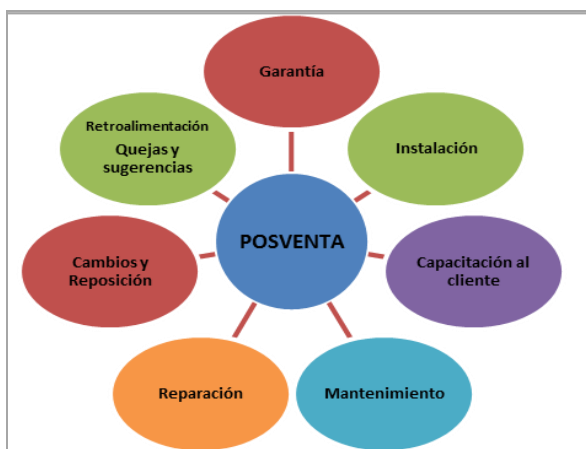 Garantía
Retroalimentación
Quejas y
sugerencias
Instalación
POSVENTA
Cambios y
Reposición
Capacitación al
cliente
Reparación
Mantenimiento